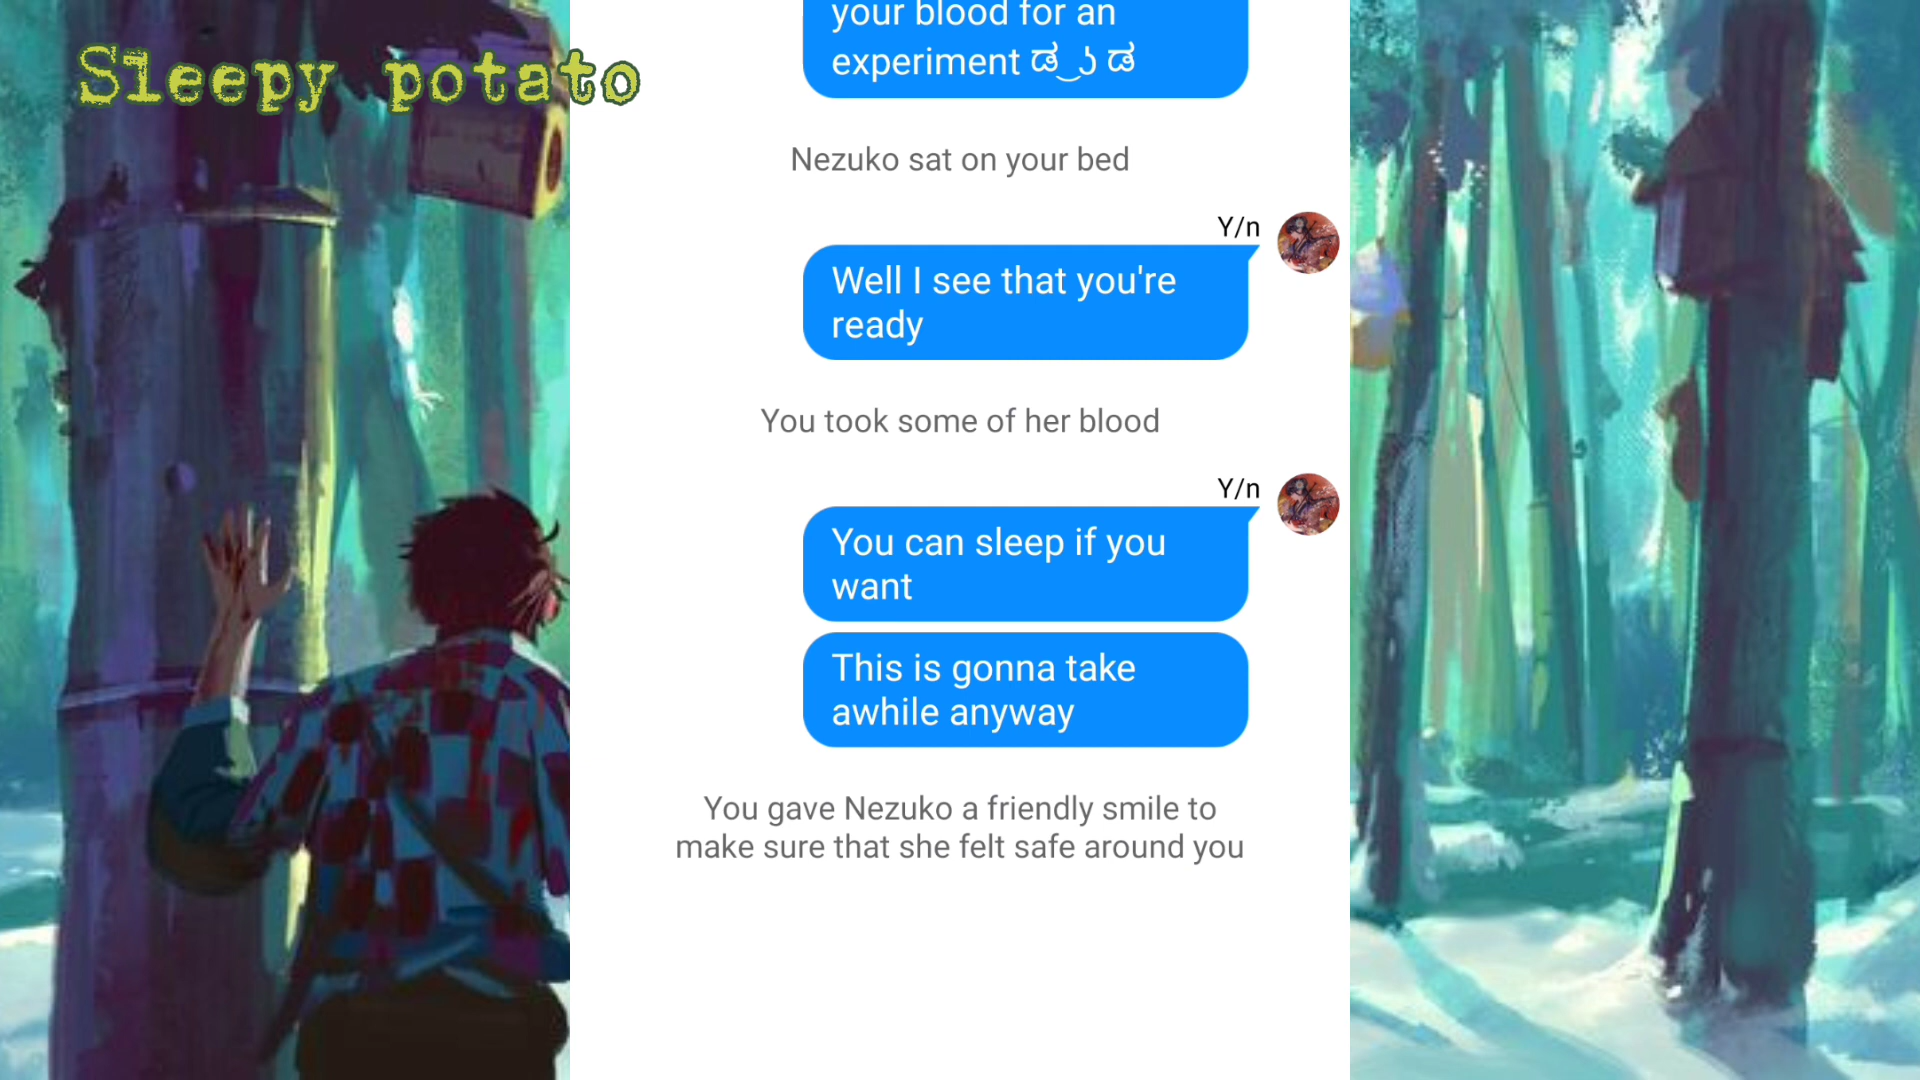 Sleepy potato
your blood for an
experiment ಡ ͜ ʖ ಡ
Nezuko sat on your bed
Y/n
Well I see that you're
ready
You took some of her blood
Y/n
You can sleep if you
want
This is gonna take
awhile anyway
You gave Nezuko a friendly smile to
make sure that she felt safe around you